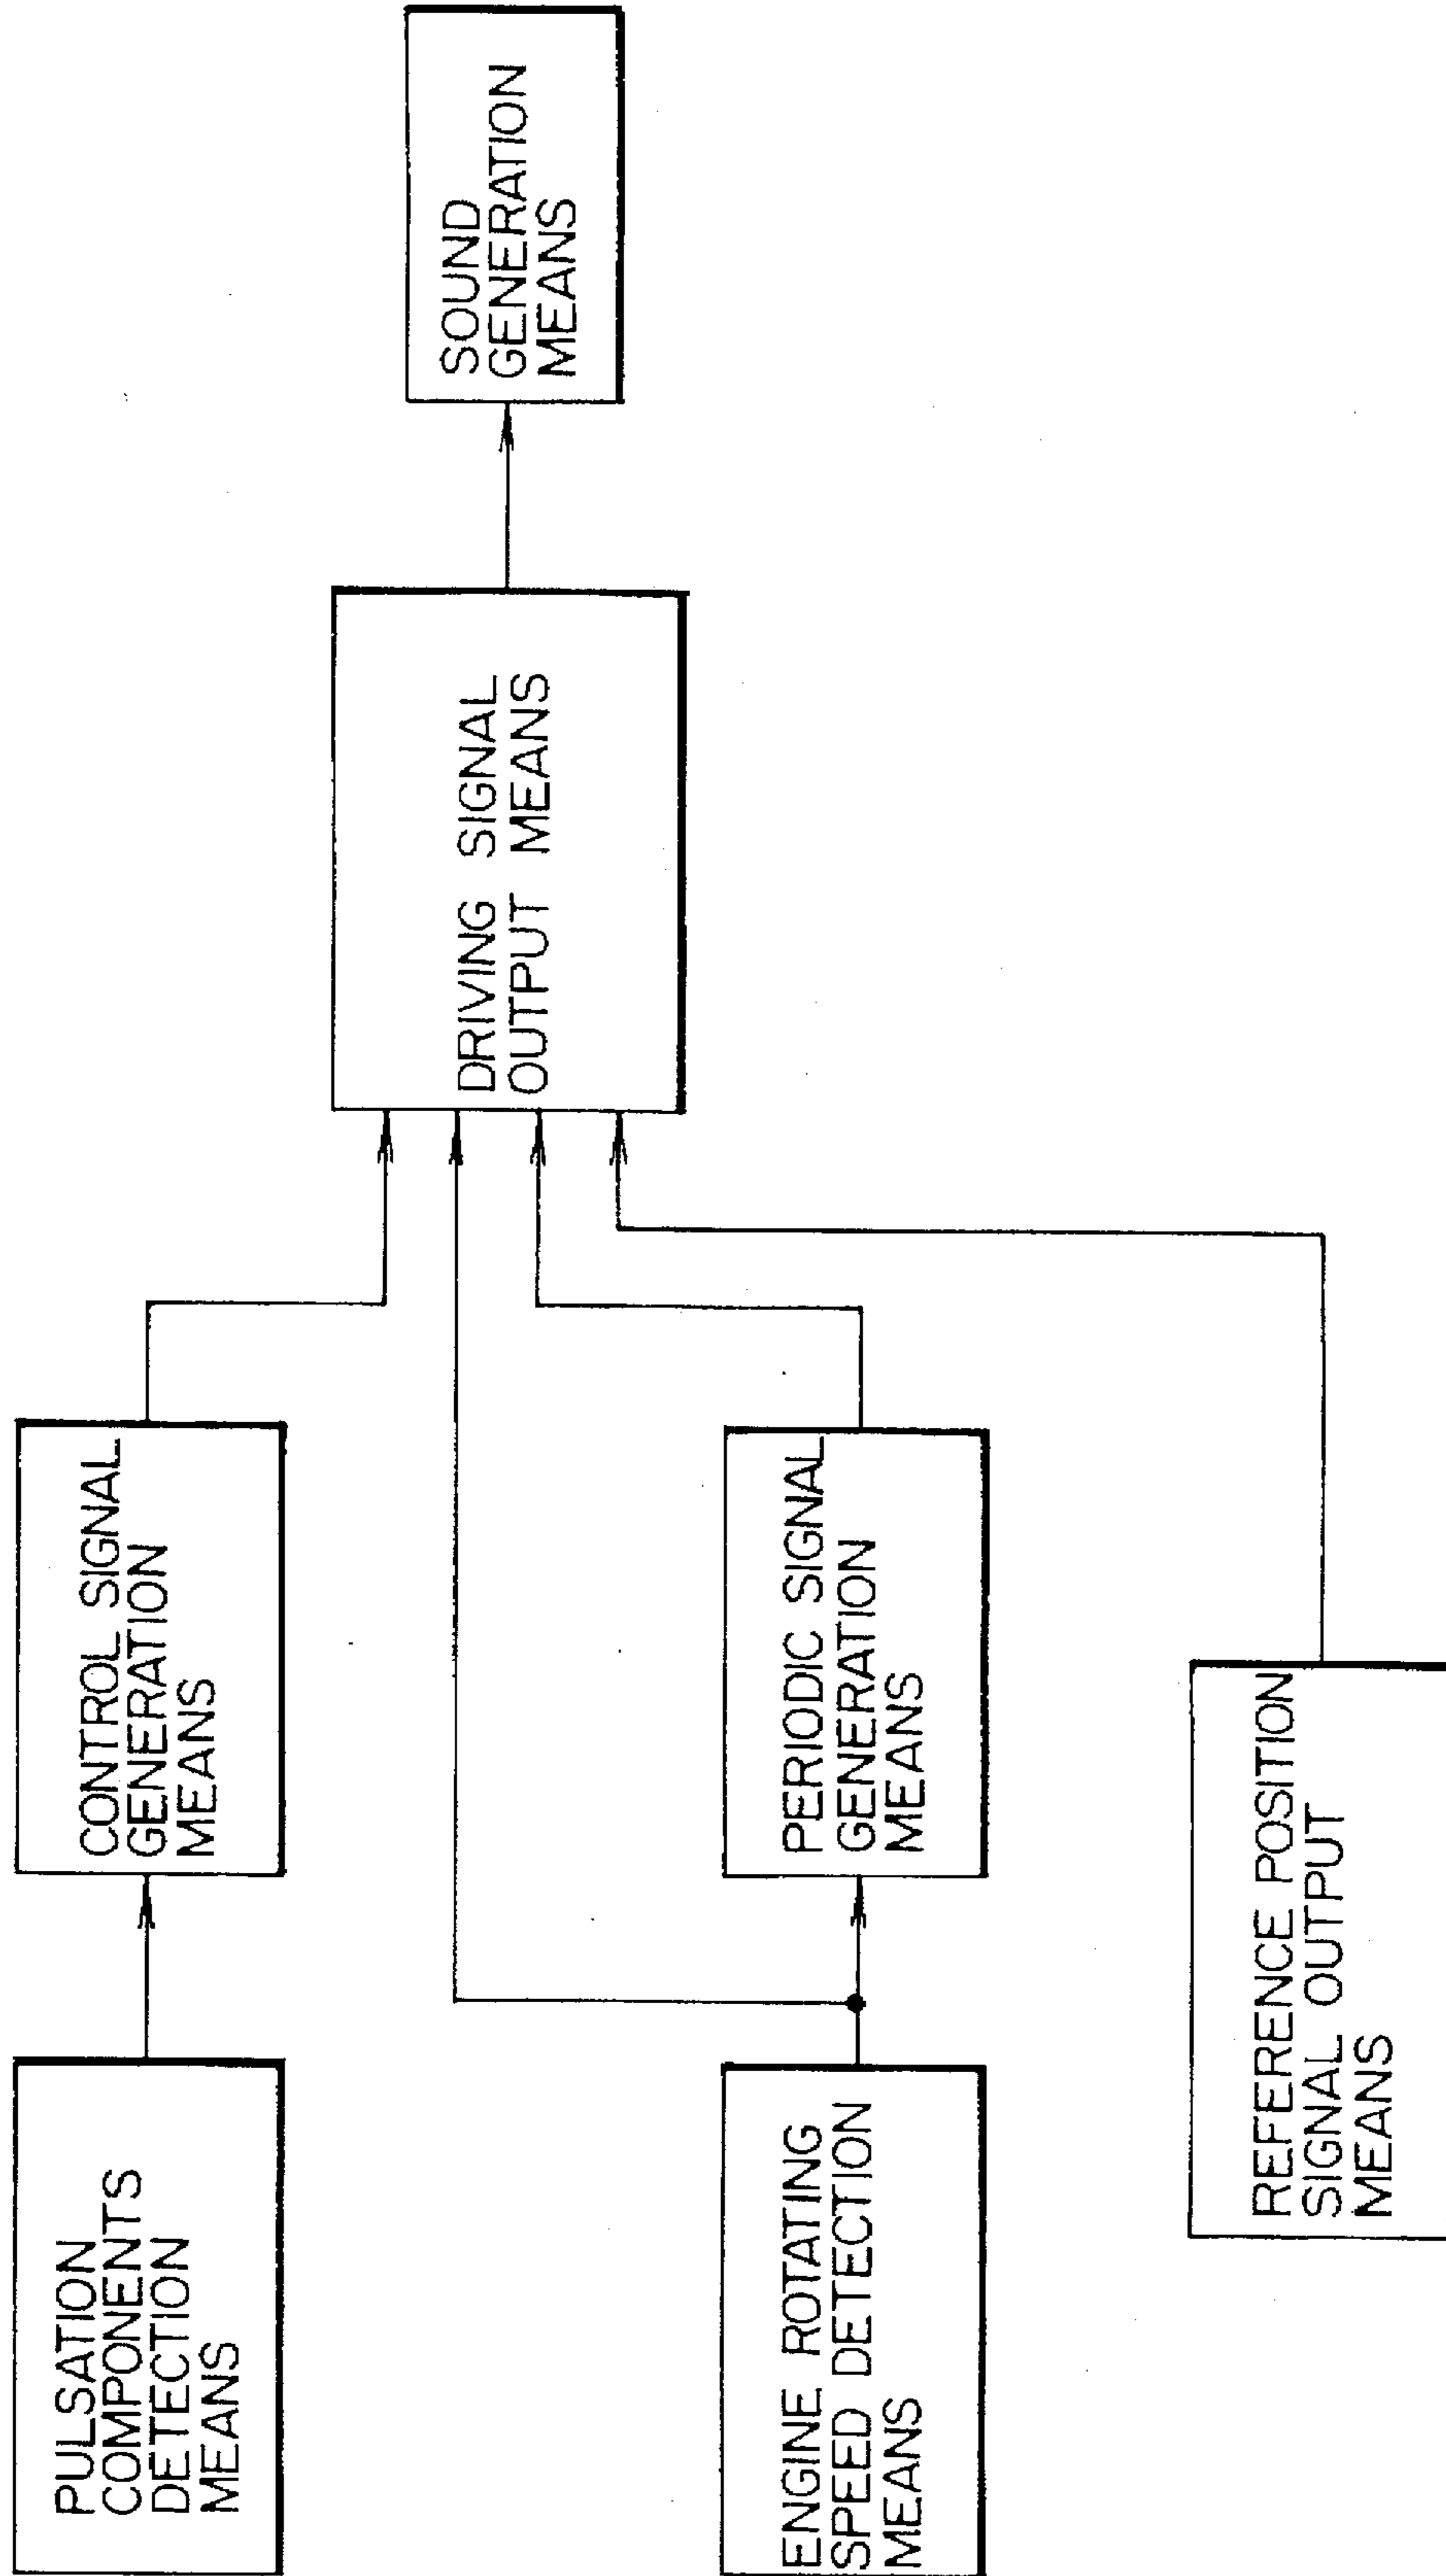 PULSATION
COMPONENTS
DETECTION
MEANS
CONTROL SIGNAL
GENERATION
MEANS
ENGINE ROTATING
SPEED DETECTION
MEANS
PERIODIC SIGNAL
GENERATION
MEANS
REFERENCE POSITION
SIGNAL OUTPUT
MEANS
DRIVING SIGNAL
OUTPUT MEANS
SOUND
GENERATION
MEANS